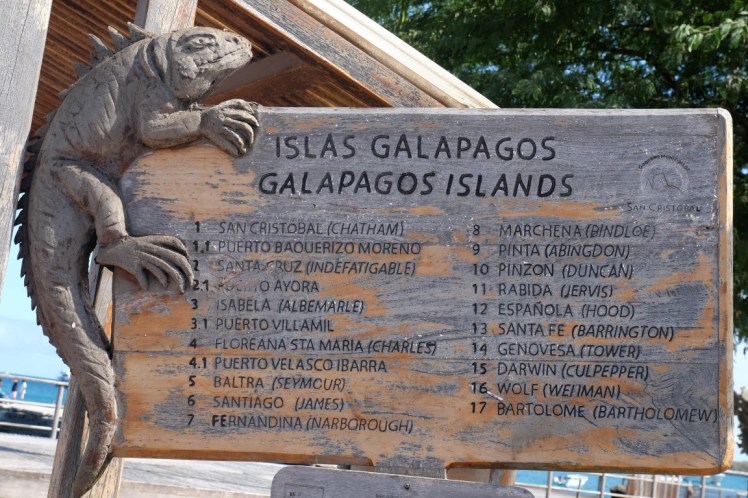 ISLAS GALAPAGOS
GALAPAGOS ISLANDS
SAN CRISTOBAL
1 SAN CRISTOBAL (CHATHAM)
1.1 PUERTO BAQUERIZO MORENO
2 SANTA CRUZ (INDEFATIGABLE)
2.1 PUERTO AYORA
3 ISABELA (ALBEMARLE)
3.1 PUERTO VILLAMIL
4 FLOREANA STA MARIA (CHARLES)
4.1 PUERTO VELASCO IBARRA
5 BALTRA (SEYMOUR)
6 SANTIAGO (JAMES)
7 FERNANDINA (NARBOROUGH)
8 MARCHENA (BINDLOE)
9 PINTA (ABINGDON)
10 PINZON (DUNCAN)
11 RABIDA (JERVIS)
12 ESPAÑOLA (HOOD)
13 SANTA FE (BARRINGTON)
14 GENOVESA (TOWER)
15 DARWIN (CULPEPPER)
16 WOLF (WENMAN)
17 BARTOLOME (BARTHOLOMEW)